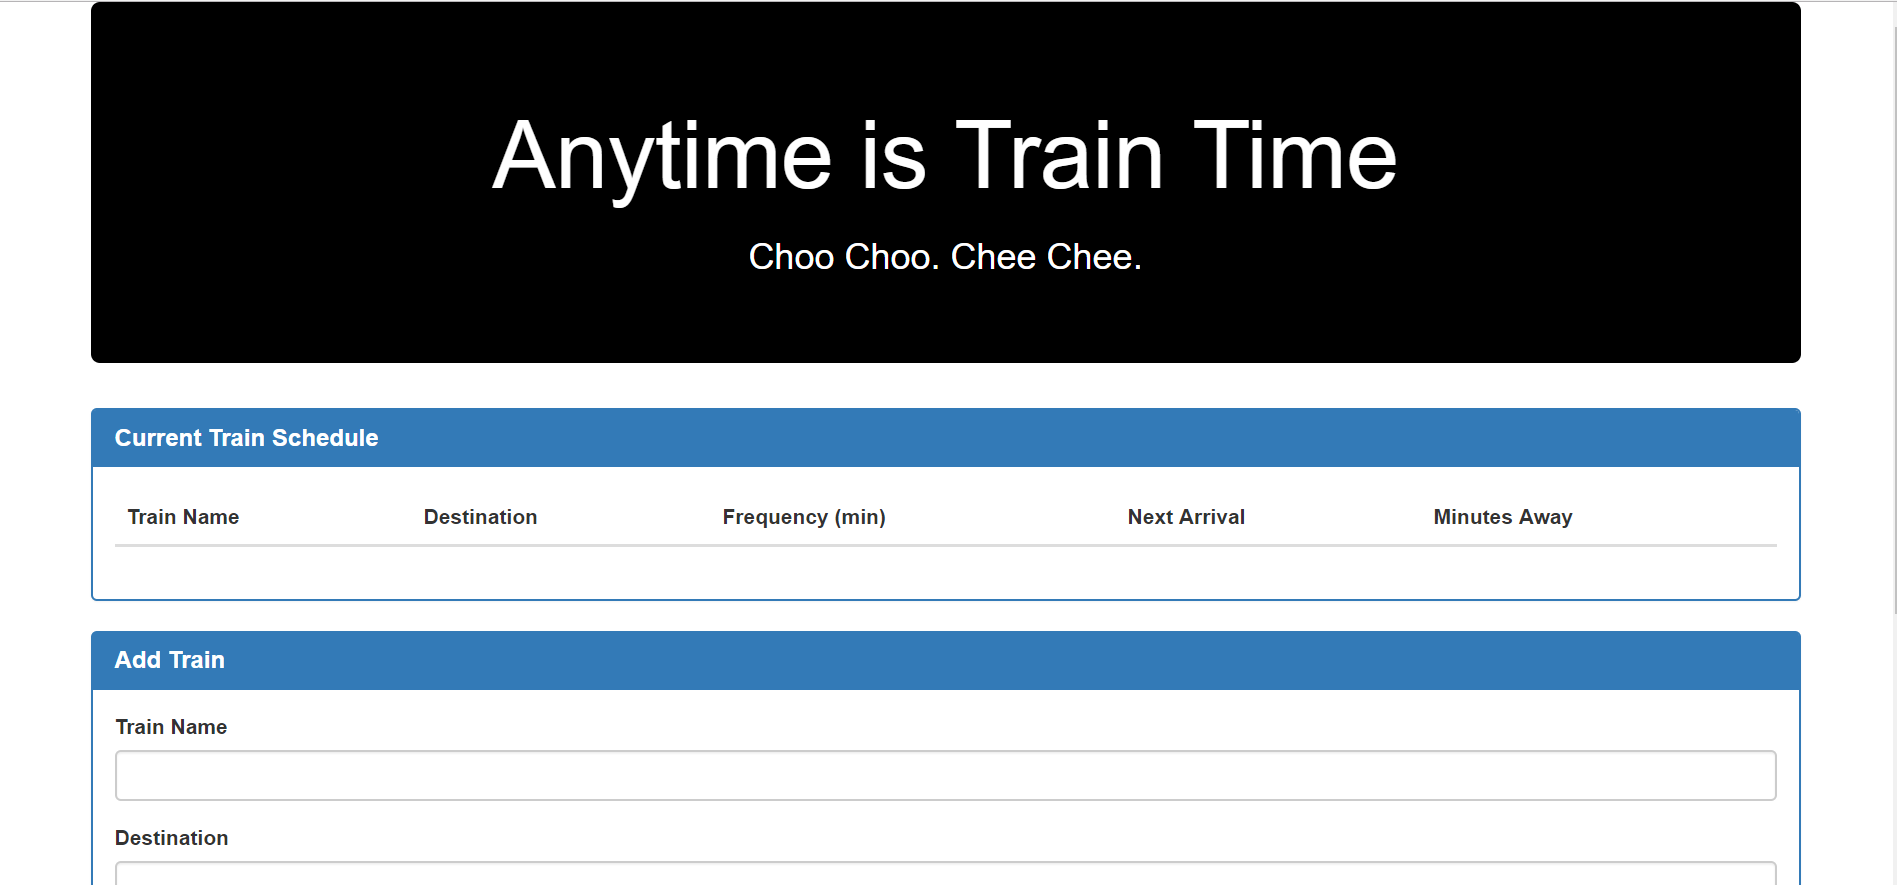 Anytime is Train Time
Choo Choo. Chee Chee.
Current Train Schedule
Train Name Destination Frequency (min) Next Arrival Minutes Away
Add Train
Train Name
Destination